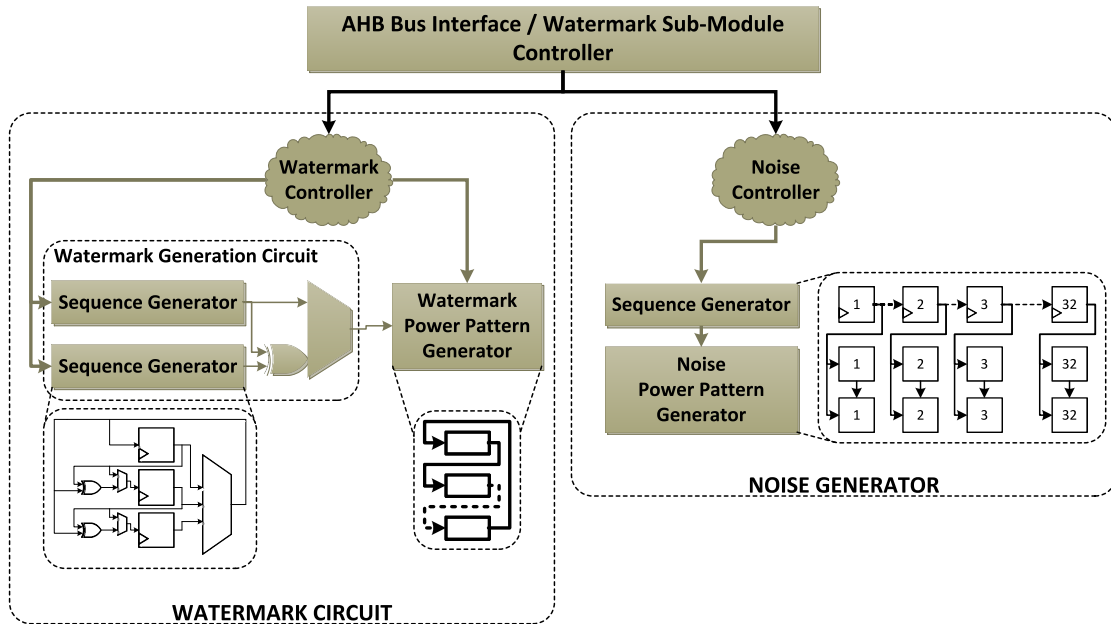 AHB Bus Interface / Watermark Sub-Module
Controller
Watermark
Controller
Watermark Generation Circuit
Sequence Generator
Sequence Generator
Watermark
Power Pattern
Generator
WATERMARK CIRCUIT
Noise
Controller
Sequence Generator
Noise
Power Pattern
Generator
1 2 3 32
1 2 3 32
1 2 3 32
NOISE GENERATOR